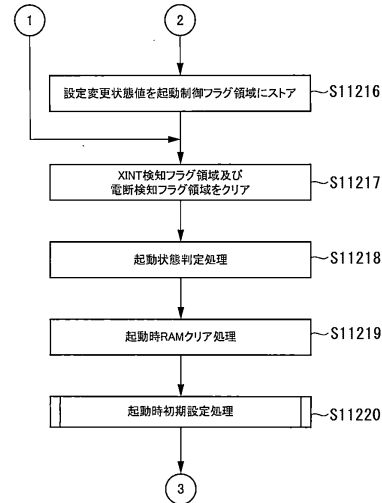 1
2
設定変更状態値を起動制御フラグ領域にストア
S11216
XINT検知フラグ領域及び
電断検知フラグ領域をクリア
S11217
起動状態判定処理
S11218
起動時RAMクリア処理
S11219
起動時初期設定処理
S11220
3